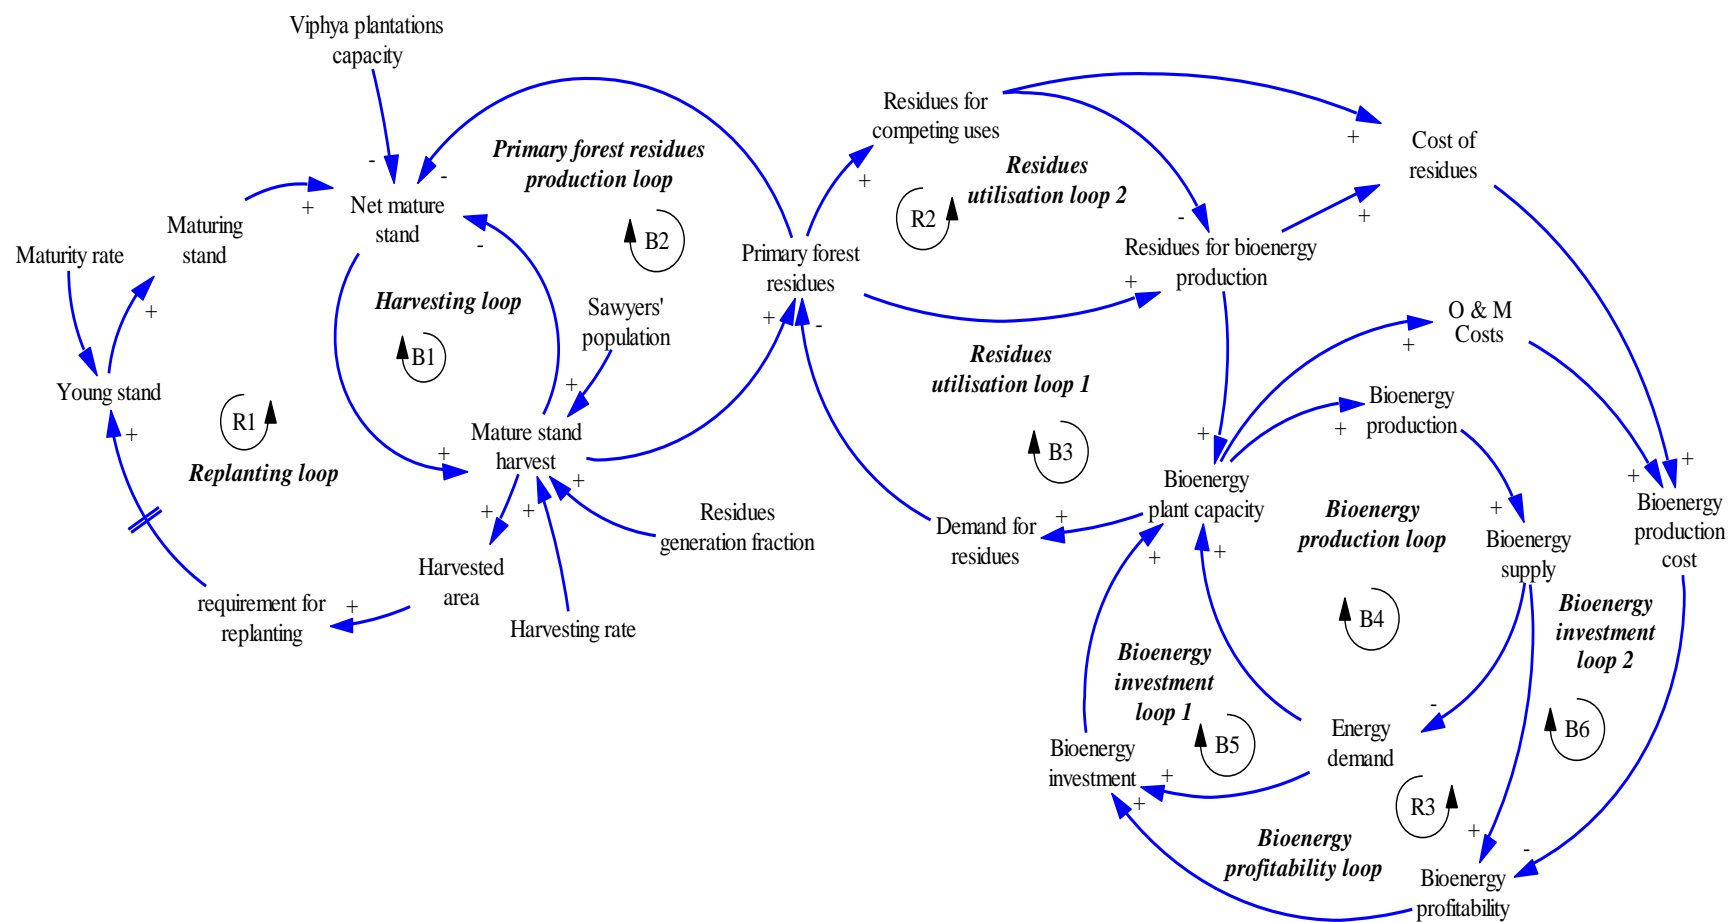 Viphya plantations
capacity
-
-
Primary forest residues
production loop
Residues for
competing uses
+
Residues
utilisation loop 2
+
Cost of
residues
Maturing
stand
+
Net mature
stand
-
B2
R2
-
+
Maturity rate
+
Primary forest
residues
Residues for bioenergy
production
+
Harvesting loop
B1
Sawyers'
population
+
-
+
Residues
utilisation loop 1
O & M
Costs
+
Young stand
+
R1
Replanting loop
+
Mature stand
harvest
+
+
+
+
B3
+
Bioenergy
production
+
+
+
Bioenergy
plant capacity
+
Residues
generation fraction
Demand for
residues
+
+
Bioenergy
production loop
+
Bioenergy
supply
Bioenergy
production
cost
Harvested
area
requirement for
replanting
+
Harvesting rate
B4
Bioenergy
investment
loop 2
Bioenergy
investment
loop 1
B5
-
Energy
demand
B6
Bioenergy
investment
+
+
R3
+
-
Bioenergy
profitability loop
Bioenergy
profitability